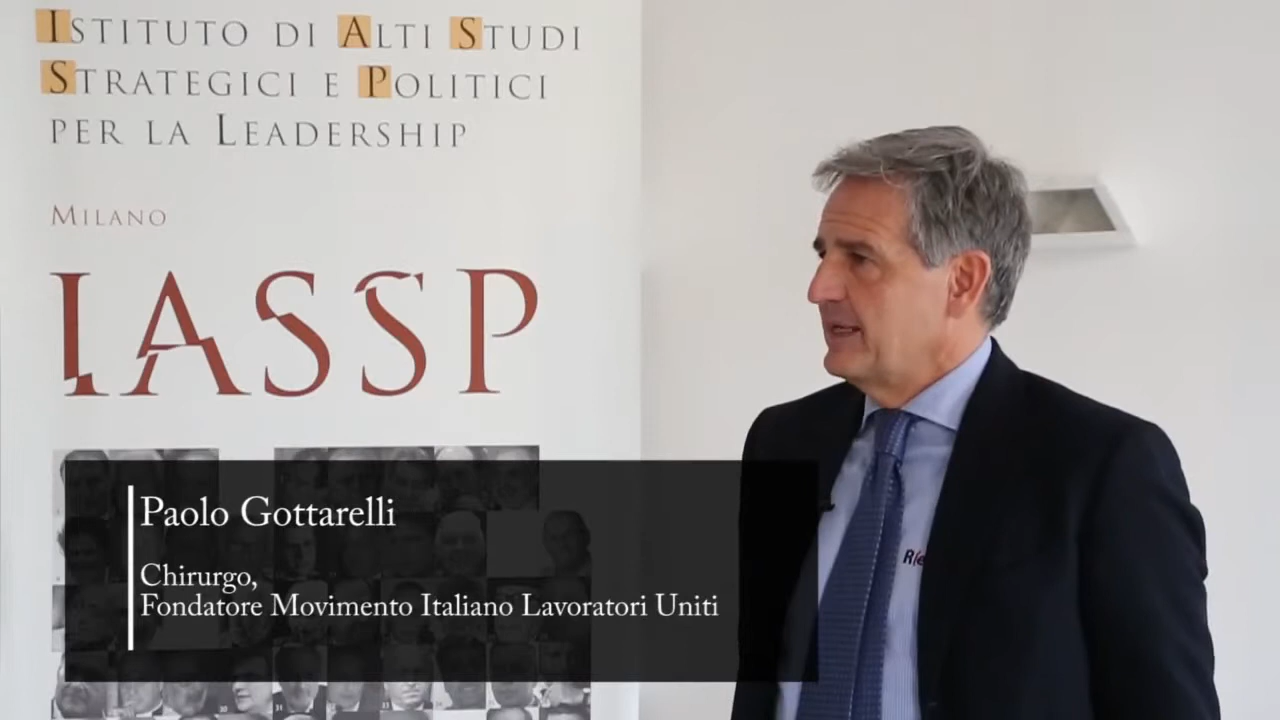 ISTITUTO DI ALTI STUDI
STRATEGICI E POLITICI
PER LA LEADERSHIP
MILANO
IASSP
Paolo Gottarelli
Chirurgo,
Fondatore Movimento Italiano Lavoratori Uniti